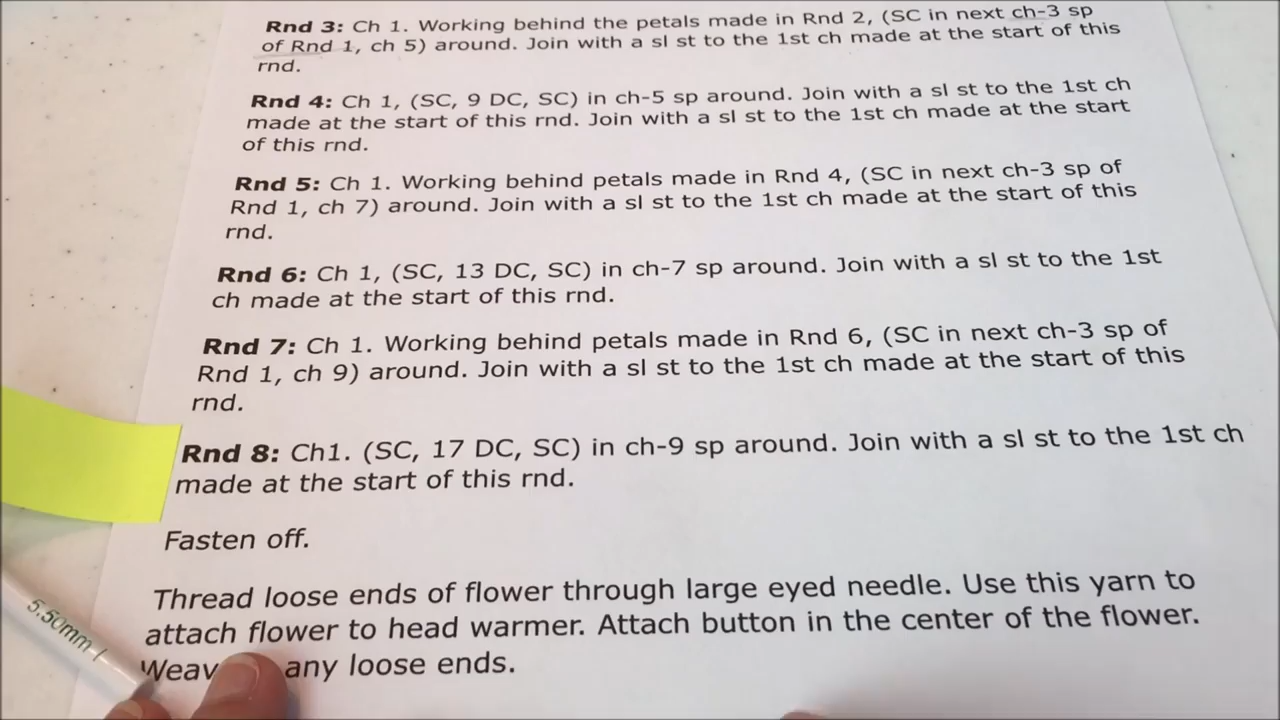 Rnd 3: Ch 1. Working behind the petals made in Rnd 2, (SC in next ch-3 sp
of Rnd 1, ch 5) around. Join with a sl st to the 1st ch made at the start of this
rnd.
Rnd 4: Ch 1, (SC, 9 DC, SC) in ch-5 sp around. Join with a sl st to the 1st ch
made at the start of this rnd. Join with a sl st to the 1st ch made at the start
of this rnd.
Rnd 5: Ch 1. Working behind petals made in Rnd 4, (SC in next ch-3 sp of
Rnd 1, ch 7) around. Join with a sl st to the 1st ch made at the start of this
rnd.
Rnd 6: Ch 1, (SC, 13 DC, SC) in ch-7 sp around. Join with a sl st to the 1st
ch made at the start of this rnd.
Rnd 7: Ch 1. Working behind petals made in Rnd 6, (SC in next ch-3 sp of
Rnd 1, ch 9) around. Join with a sl st to the 1st ch made at the start of this
rnd.
Rnd 8: Ch1. (SC, 17 DC, SC) in ch-9 sp around. Join with a sl st to the 1st ch
made at the start of this rnd.
Fasten off.
Thread loose ends of flower through large eyed needle. Use this yarn to
attach flower to head warmer. Attach button in the center of the flower.
Weav any loose ends.
5.50mm